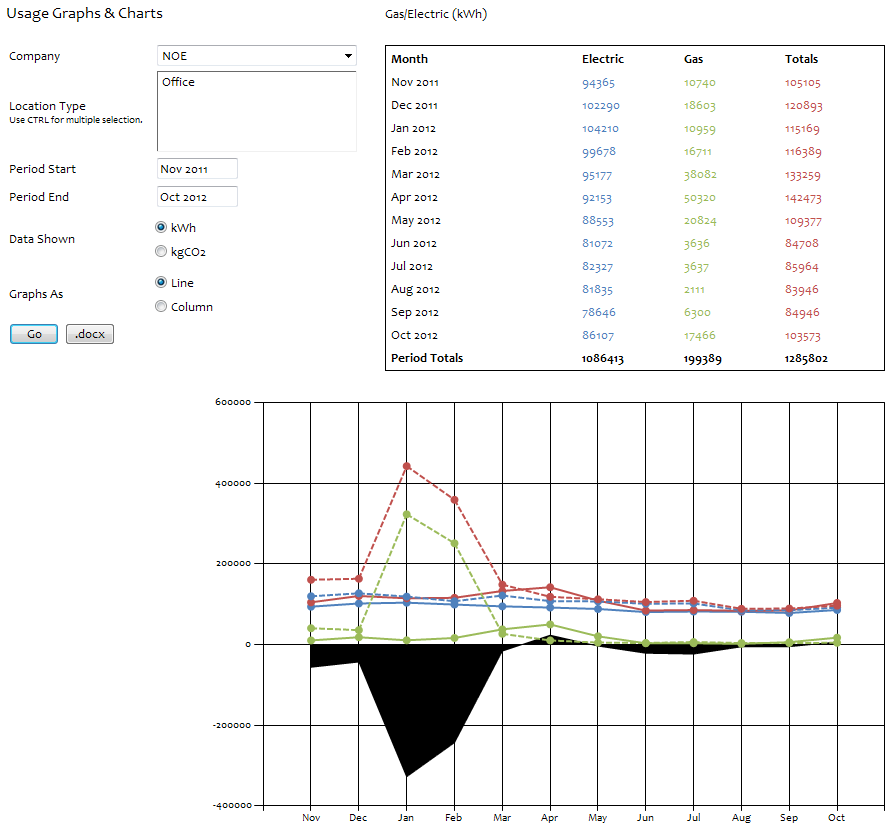 Usage Graphs & Charts
Company
NOE
Location Type
Use CTRL for multiple selection.
Office
Period Start
Nov 2011
Period End
Oct 2012
Data Shown
kWh
kgCO2
Graphs As
Line
Column
Go
.docx
Gas/Electric (kWh)
Month Electric Gas Totals
Nov 2011 94365 10740 105105
Dec 2011 102290 18603 120893
Jan 2012 104210 10959 115169
Feb 2012 99678 16711 116389
Mar 2012 95177 38082 133259
Apr 2012 92153 50320 142473
May 2012 88553 20824 109377
Jun 2012 81072 3636 84708
Jul 2012 82327 3637 85964
Aug 2012 81835 2111 83946
Sep 2012 78646 6300 84946
Oct 2012 86107 17466 103573
Period Totals 1086413 199389 1285802
600000
400000
200000
0
-200000
-400000
Nov Dec Jan Feb Mar Apr May Jun Jul Aug Sep Oct